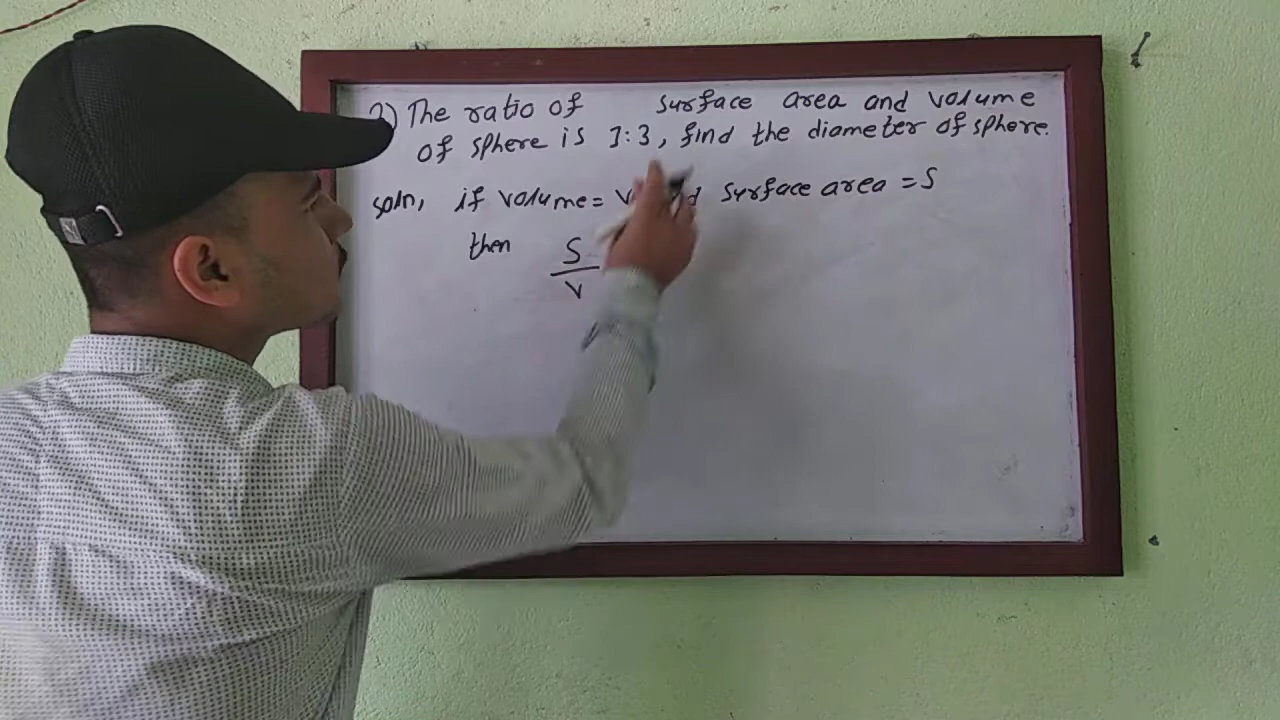 2) The ratio of surface area and volume
of sphere is 1:3, find the diameter of sphere.
soln, if volume = V surface area = S
then S
V